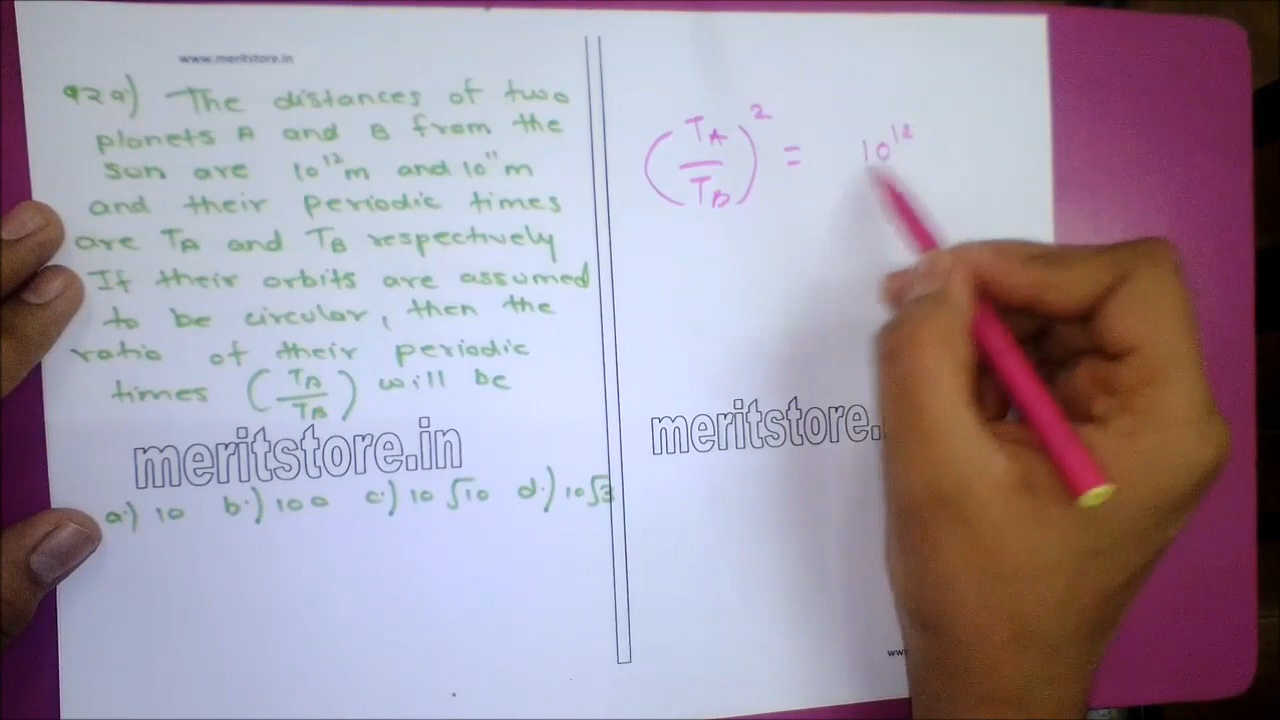 www.meritstore.in
The distances of two
planets A and B from the
sun are 10¹²m and 10¹¹m
and their periodic times
are TA and TB respectively
If their orbits are assumed
to be circular, then the
ratio of their periodic
times (TA/TB) will be
meritstore.in
a.) 10 b.) 100 c.) 10√10 d.) 10√3
(TA/TB)² = 10¹²
meritstore.
www